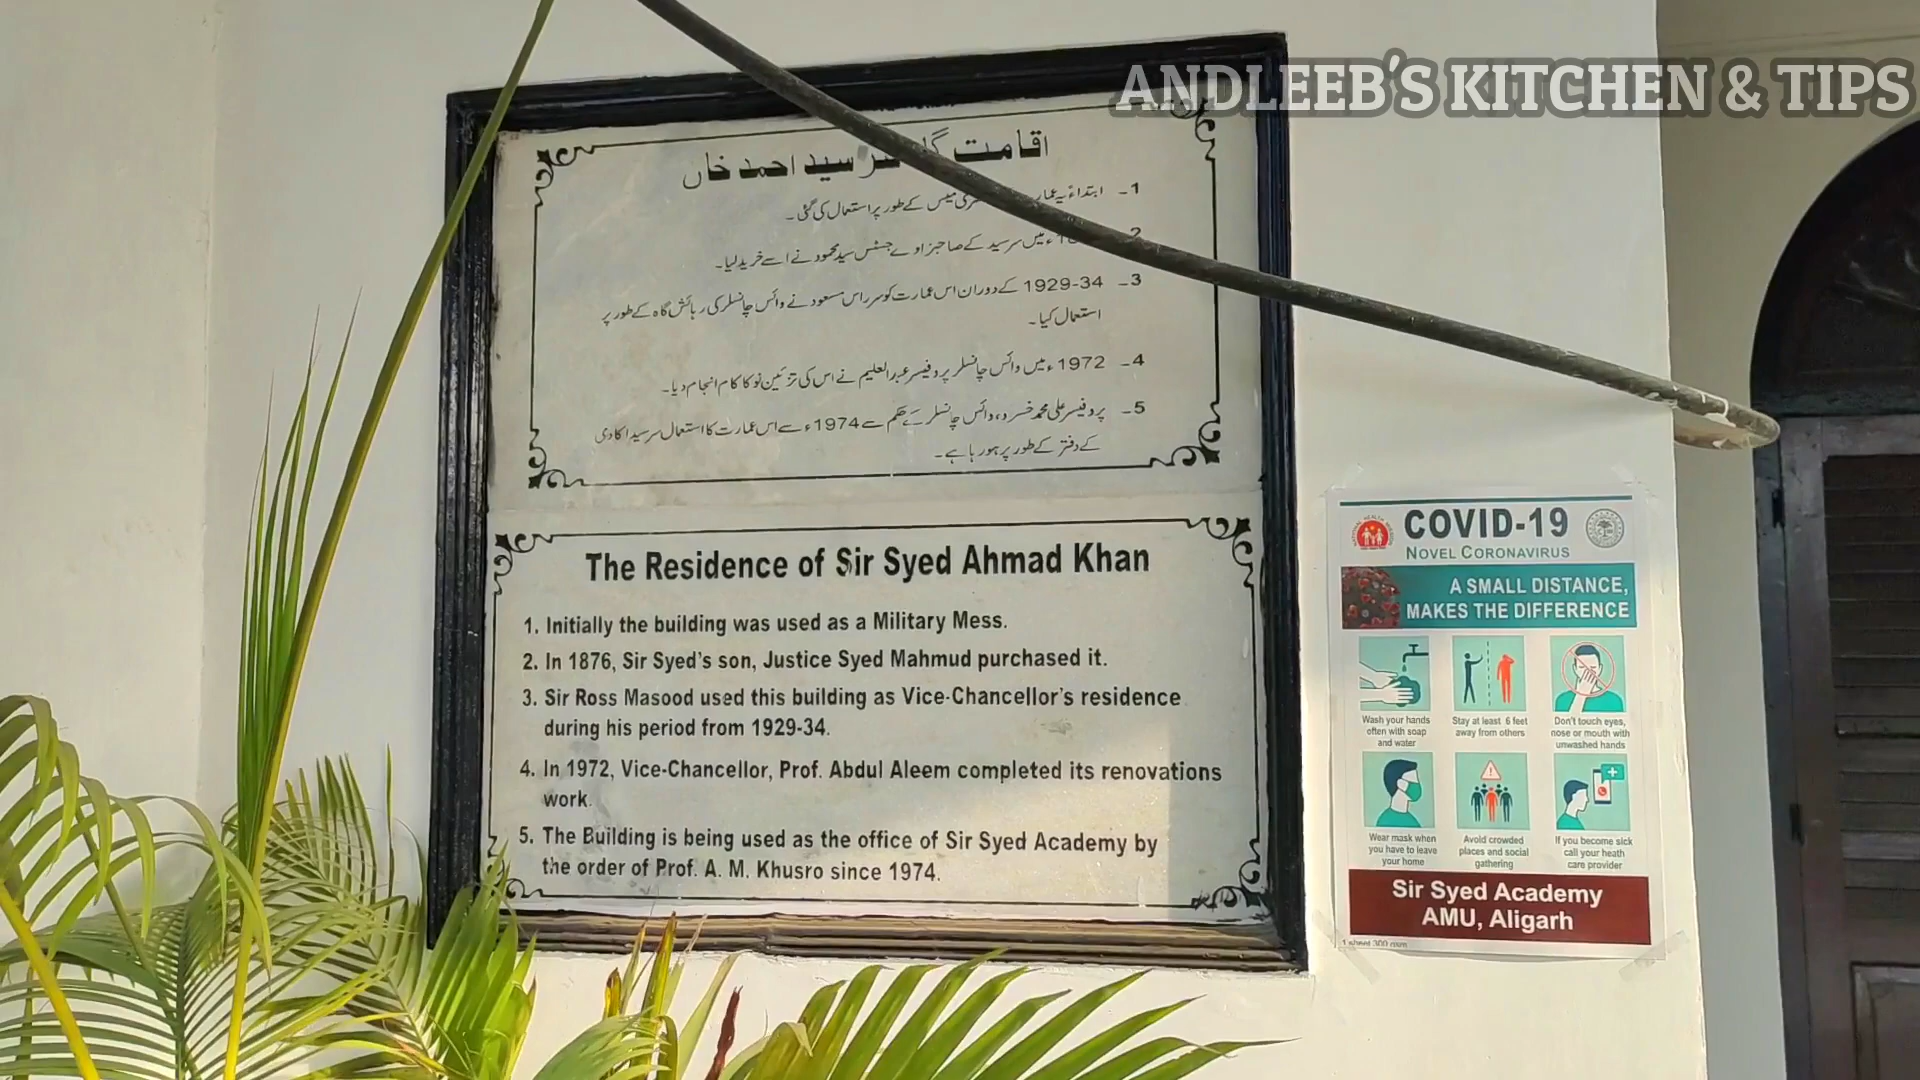 ANDLEEB'S KITCHEN & TIPS
اقامت گاہ سر سید احمد خاں
1۔ ابتداءً یہ عمارت میس کے طور پر استعمال کی گئی۔
2۔ ء میں سرسید کے صاحبزادے جسٹس سید محمود نے اسے خرید لیا۔
3۔ 1929-34 کے دوران اس عمارت کو سر راس مسعود نے وائس چانسلر کی رہائش گاہ کے طور پر
استعمال کیا۔
4۔ 1972ء میں وائس چانسلر پروفیسر عبدالعلیم نے اس کی تزئین نو کا کام انجام دیا۔
5۔ پروفیسر علی محمد خسرو، وائس چانسلر کے حکم سے 1974ء سے اس عمارت کا استعمال سرسید اکادمی
کے دفتر کے طور پر ہو رہا ہے۔
The Residence of Sir Syed Ahmad Khan
1. Initially the building was used as a Military Mess.
2. In 1876, Sir Syed's son, Justice Syed Mahmud purchased it.
3. Sir Ross Masood used this building as Vice-Chancellor's residence
during his period from 1929-34.
4. In 1972, Vice-Chancellor, Prof. Abdul Aleem completed its renovations
work.
5. The Building is being used as the office of Sir Syed Academy by
the order of Prof. A. M. Khusro since 1974.
COVID-19
NOVEL CORONAVIRUS
A SMALL DISTANCE,
MAKES THE DIFFERENCE
Wash your hands
often with soap
and water
Stay at least 6 feet
away from others
Don't touch eyes,
nose or mouth with
unwashed hands
Wear mask when
you have to leave
your home
Avoid crowded
places and social
gathering
If you become sick
call your heath
care provider
Sir Syed Academy
AMU, Aligarh